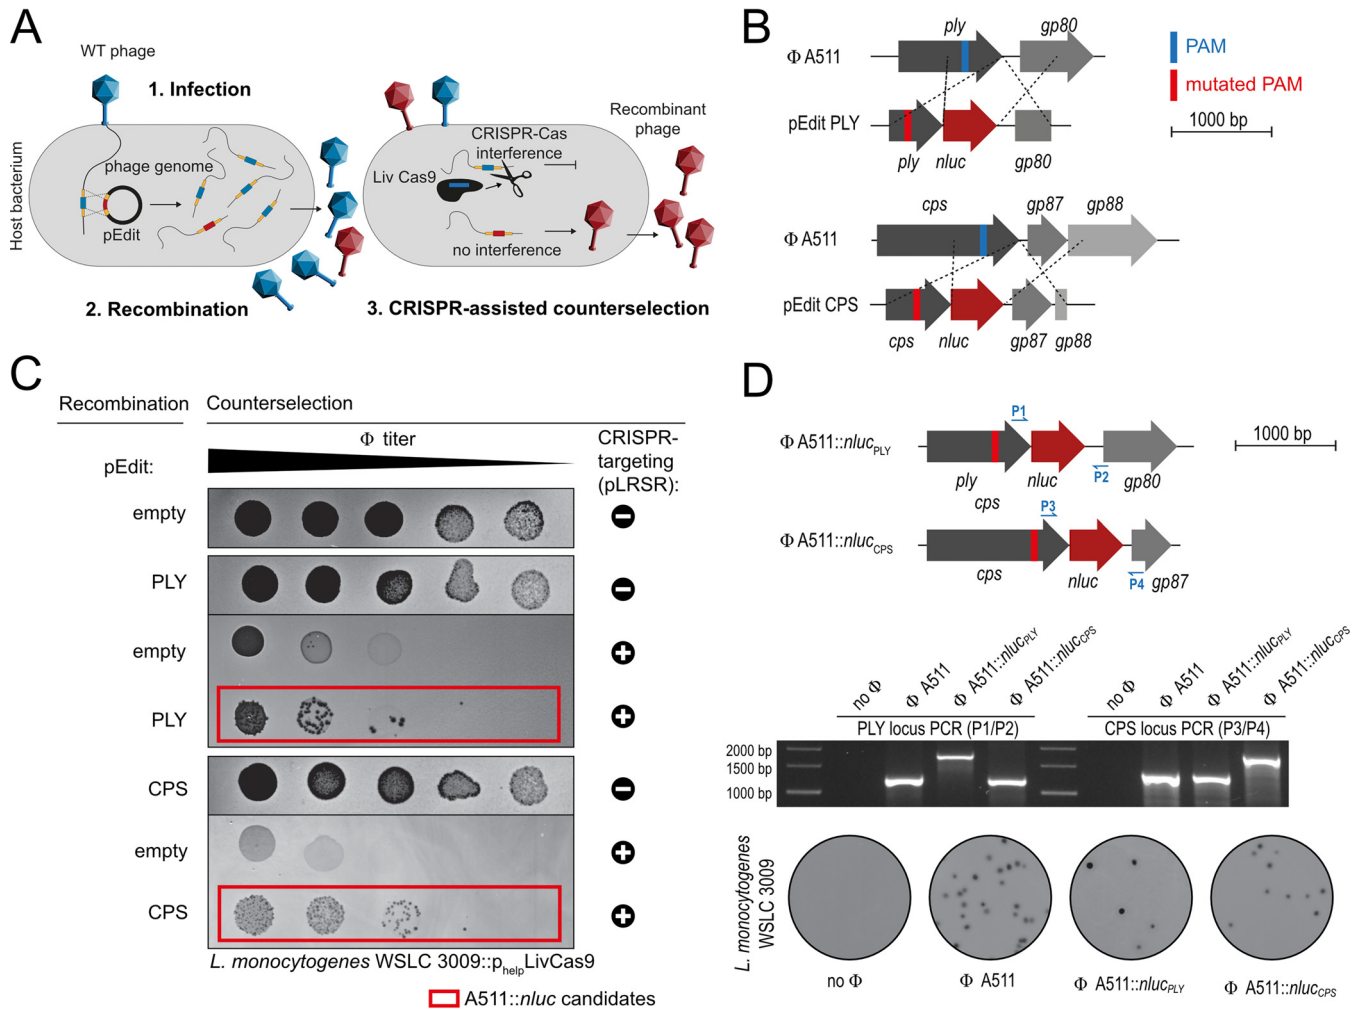 A
WT phage
1. Infection
phage genome
pEdit
Host bacterium
2. Recombination
CRISPR-Cas
interference
Liv Cas9
no interference
Recombinant
phage
3. CRISPR-assisted counterselection
B
ply
gp80
Φ A511
pEdit PLY
ply
nluc
gp80
PAM
mutated PAM
1000 bp
cps
gp87
gp88
Φ A511
pEdit CPS
cps
nluc
gp87
gp88
C
Recombination
Counterselection
Φ titer
pEdit:
CRISPR-
targeting
(pLRSR):
empty
−
PLY
−
empty
+
PLY
+
CPS
−
empty
+
CPS
+
L. monocytogenes WSLC 3009::phelpLivCas9
A511::nluc candidates
D
P1
Φ A511::nlucPLY
1000 bp
ply
nluc
P2
gp80
cps
P3
Φ A511::nlucCPS
cps
nluc
P4
gp87
no Φ
Φ A511
Φ A511::nlucPLY
Φ A511::nlucCPS
no Φ
Φ A511
Φ A511::nlucPLY
Φ A511::nlucCPS
PLY locus PCR (P1/P2)
CPS locus PCR (P3/P4)
2000 bp
1500 bp
1000 bp
L. monocytogenes
WSLC 3009
no Φ
Φ A511
Φ A511::nlucPLY
Φ A511::nlucCPS